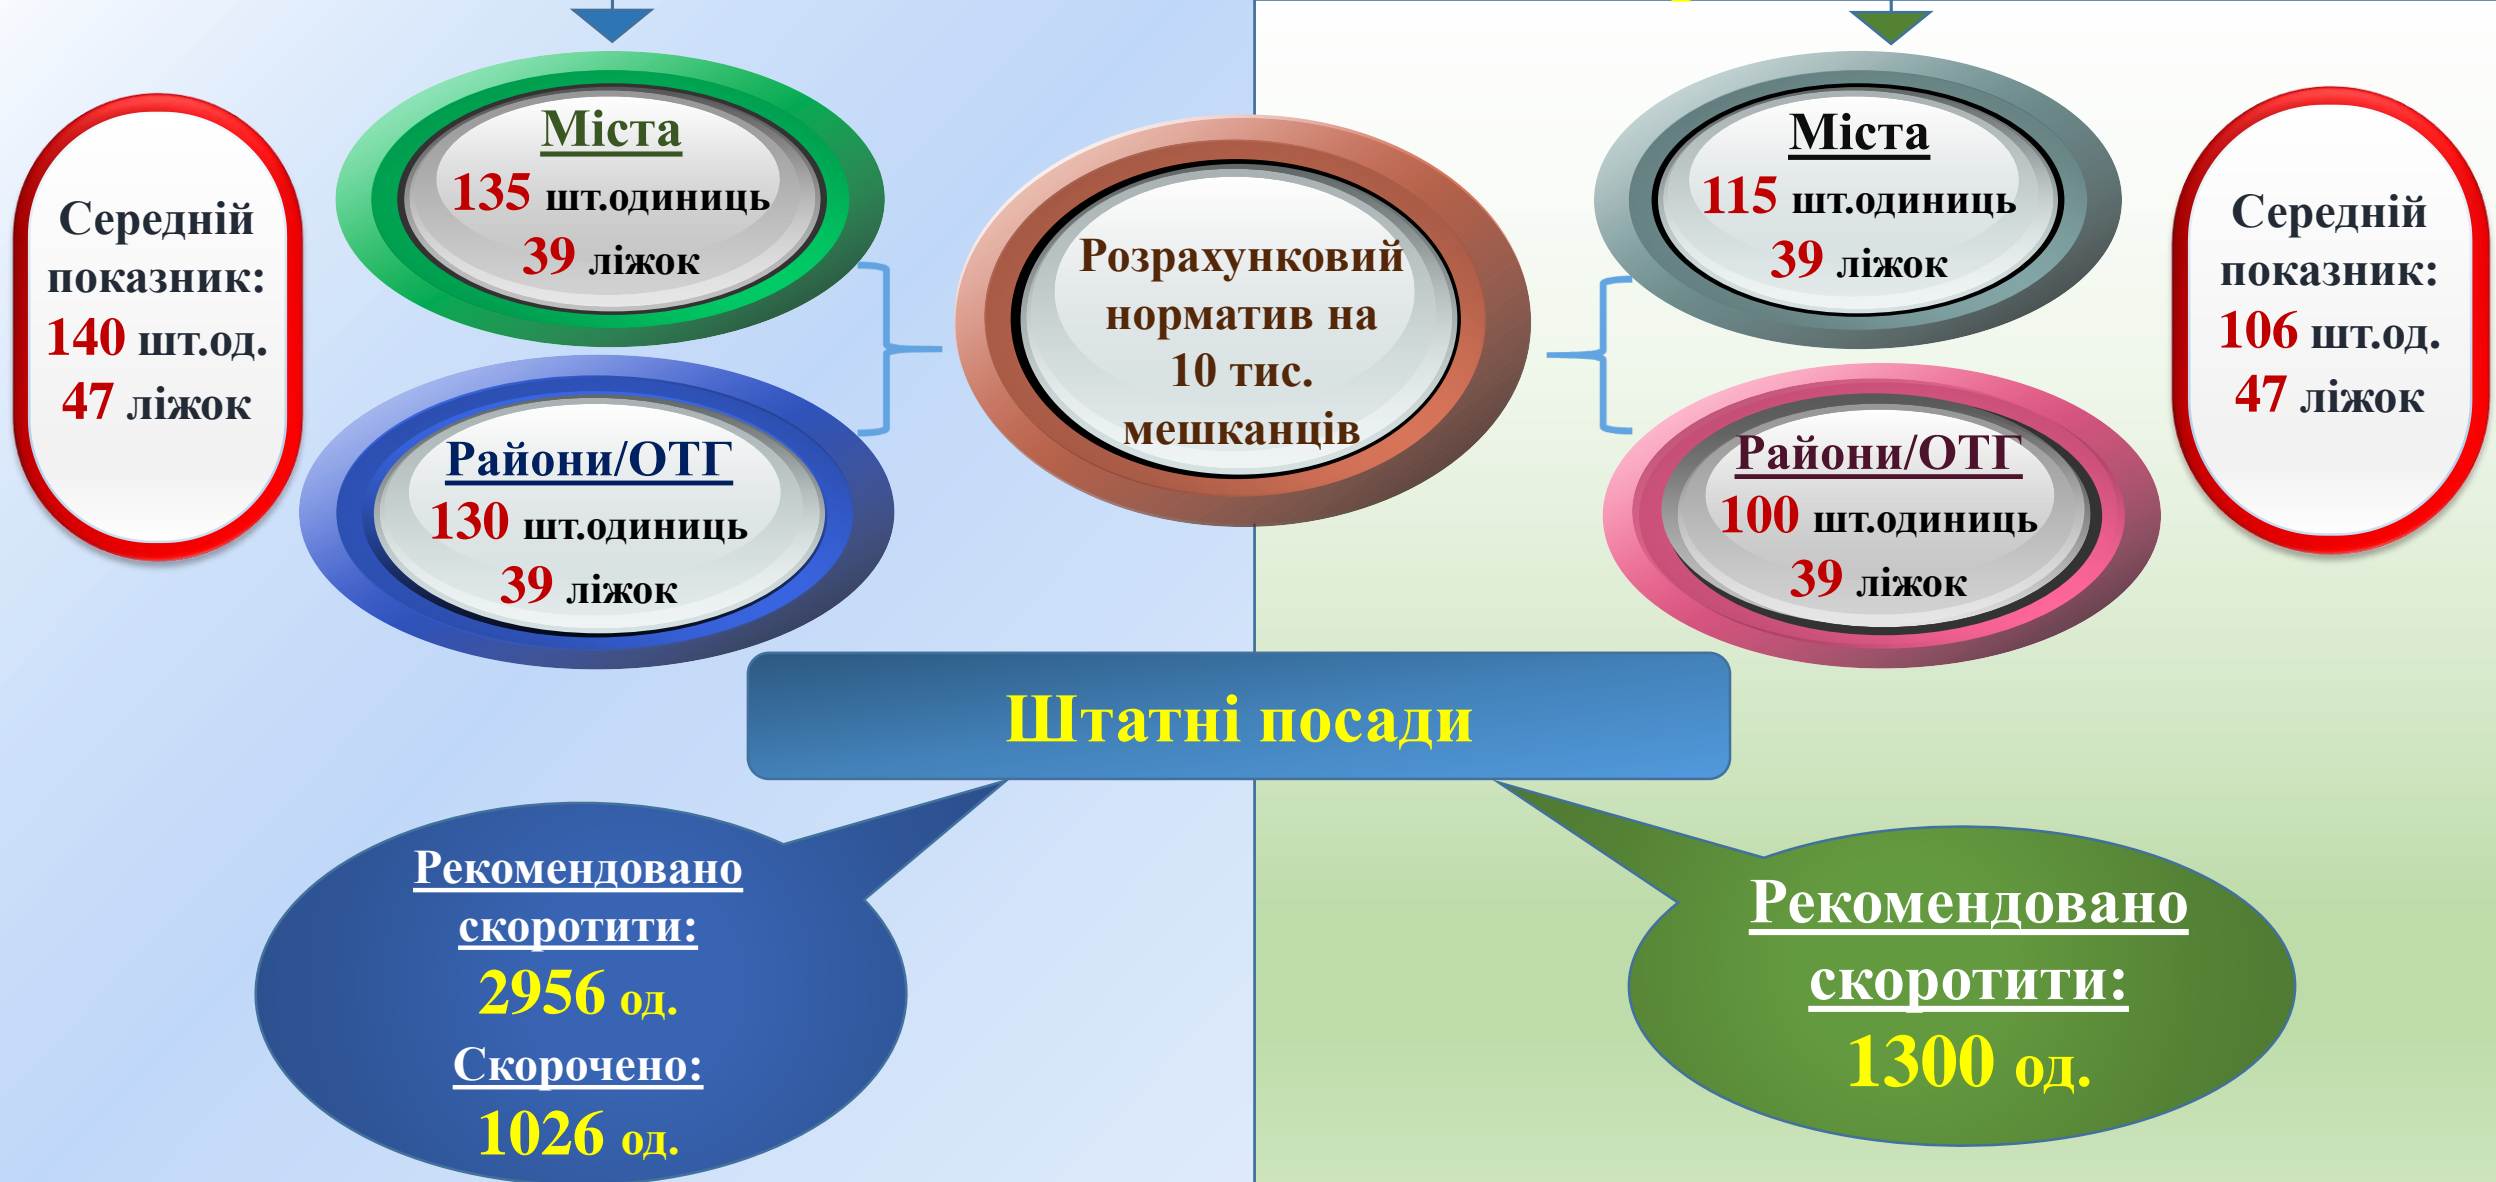 Середній
показник:
140 шт.од.
47 ліжок
Міста
135 шт.одиниць
39 ліжок
Райони/ОТГ
130 шт.одиниць
39 ліжок
Розрахунковий
норматив на
10 тис.
мешканців
Міста
115 шт.одиниць
39 ліжок
Райони/ОТГ
100 шт.одиниць
39 ліжок
Середній
показник:
106 шт.од.
47 ліжок
Штатні посади
Рекомендовано
скоротити:
2956 од.
Скорочено:
1026 од.
Рекомендовано
скоротити:
1300 од.